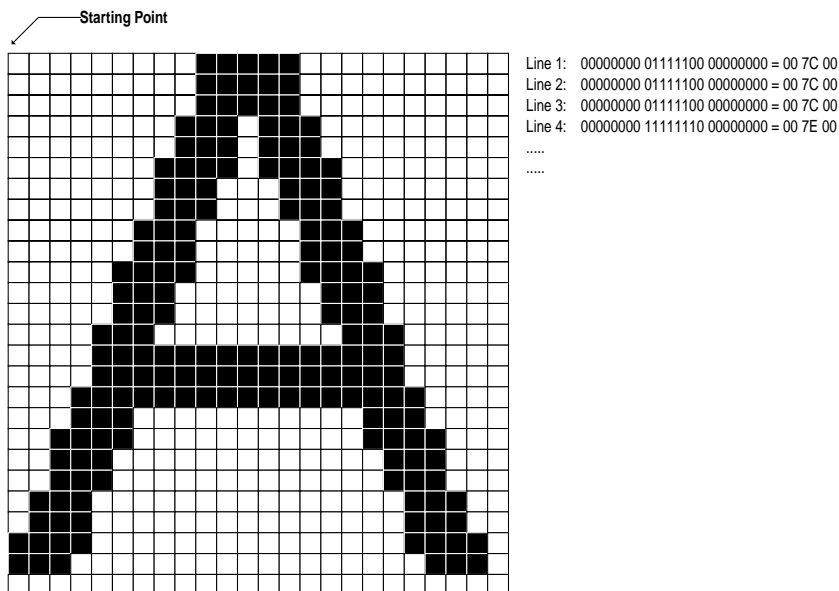 Starting Point
Line 1: 00000000 01111100 00000000 = 00 7C 00
Line 2: 00000000 01111100 00000000 = 00 7C 00
Line 3: 00000000 01111100 00000000 = 00 7C 00
Line 4: 00000000 11111110 00000000 = 00 7E 00
.....
.....